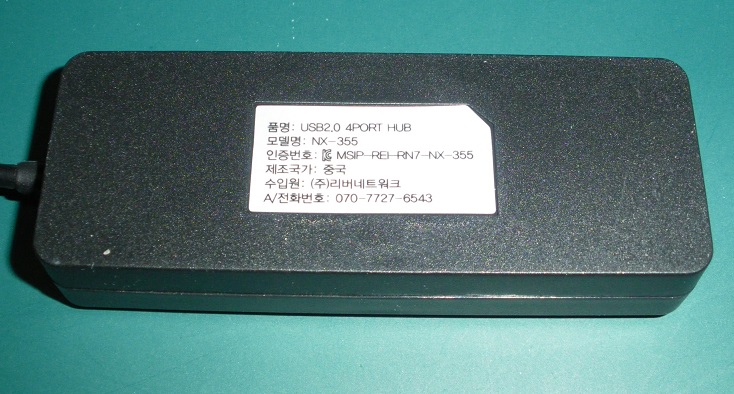 품명: USB2.0 4PORT HUB
모델명: NX-355
인증번호: MSIP-REI-RN7-NX-355
제조국가: 중국
수입원: (주)리버네트워크
A/전화번호: 070-7727-6543